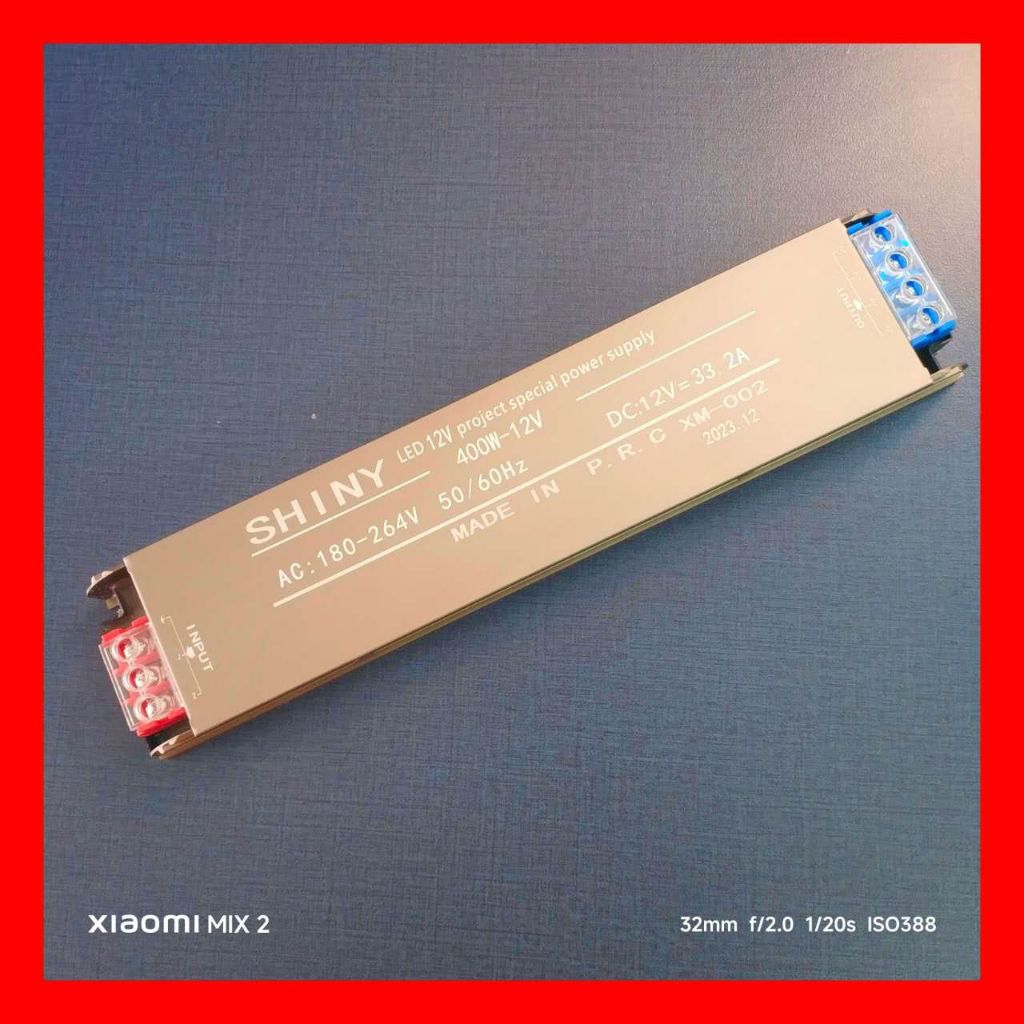 SHINY LED 12V project special power supply
400W-12V
AC:180-264V 50/60Hz DC:12V=33.2A
MADE IN P.R.C XM-002
2023.12
INPUT
OUTPUT
xiaomi MIX 2
32mm f/2.0 1/20s ISO388